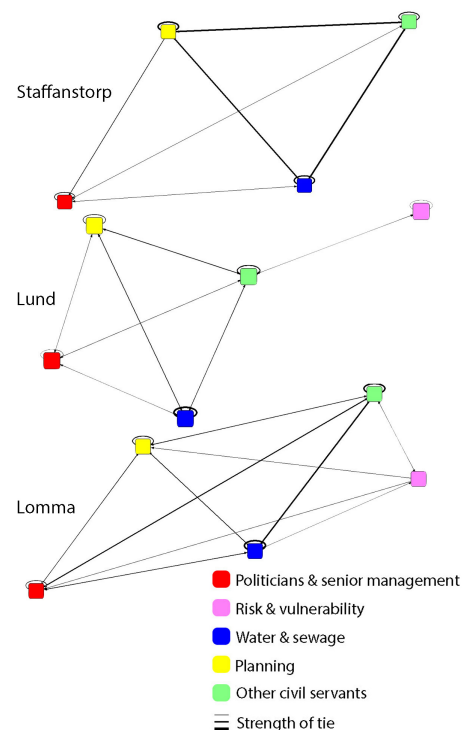 Staffanstorp
Lund
Lomma
Politicians & senior management
Risk & vulnerability
Water & sewage
Planning
Other civil servants
Strength of tie